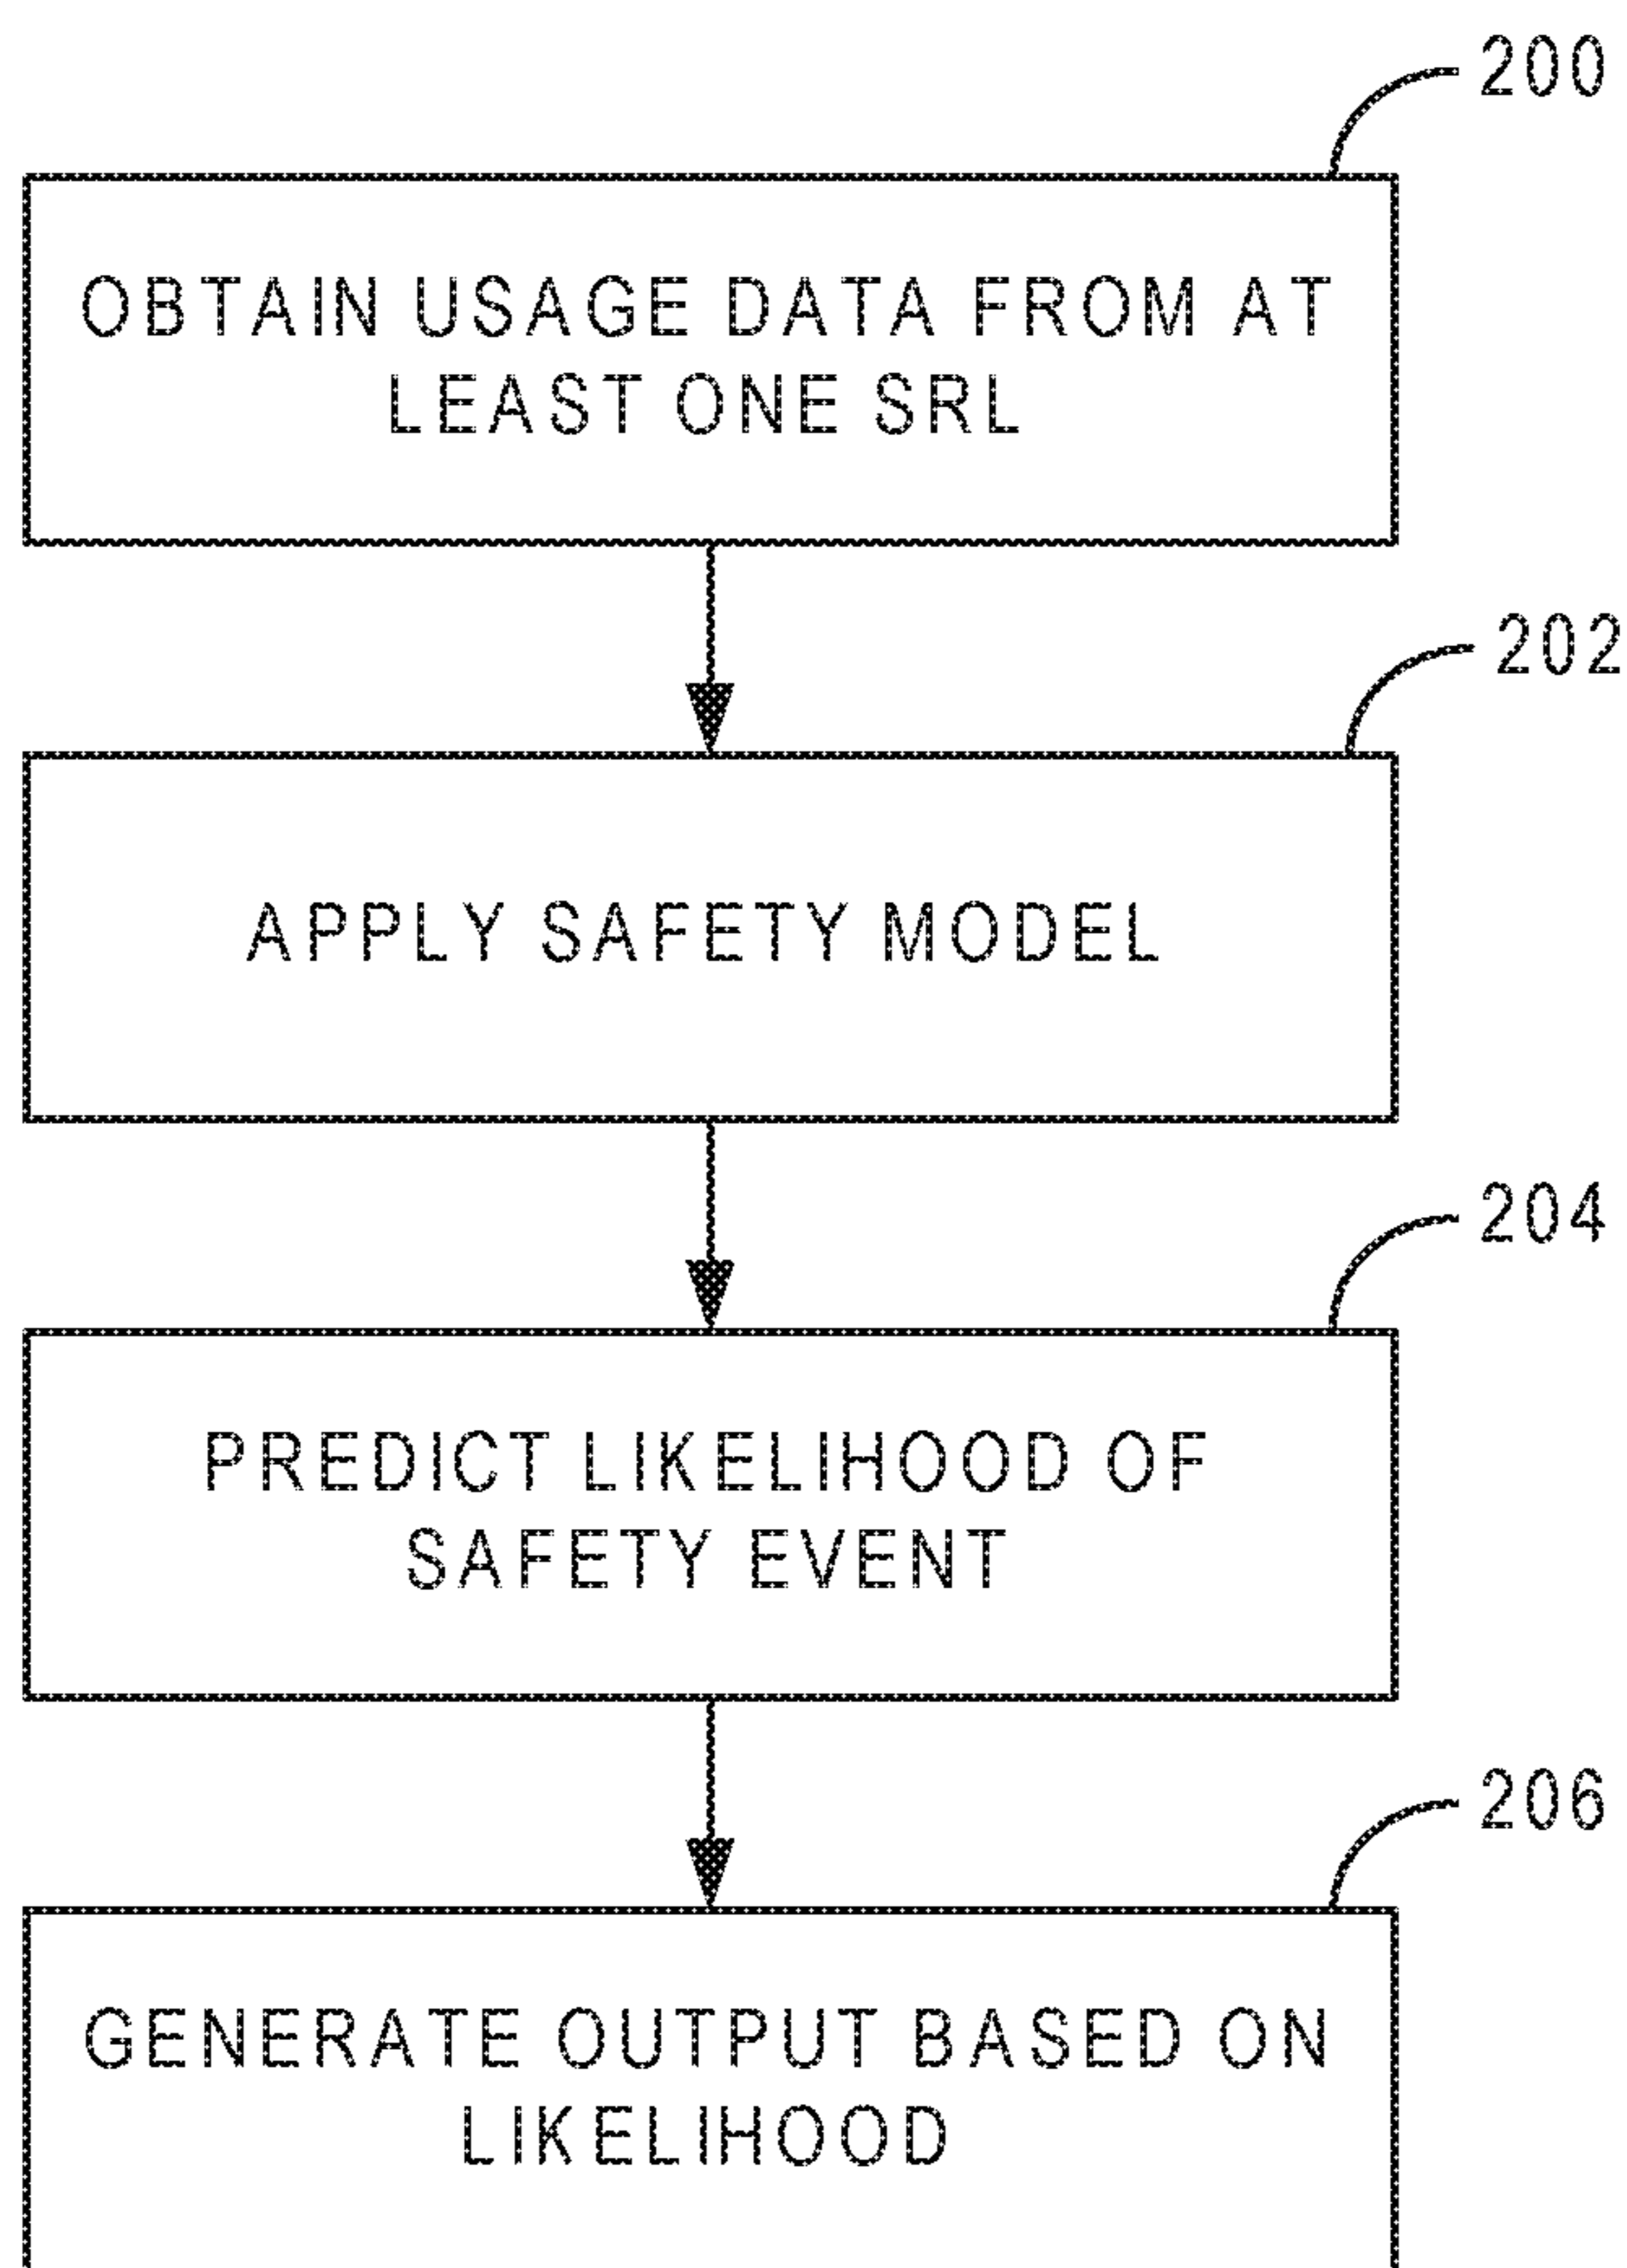 200
OBTAIN USAGE DATA FROM AT
LEAST ONE SRL
202
APPLY SAFETY MODEL
204
PREDICT LIKELIHOOD OF
SAFETY EVENT
206
GENERATE OUTPUT BASED ON
LIKELIHOOD